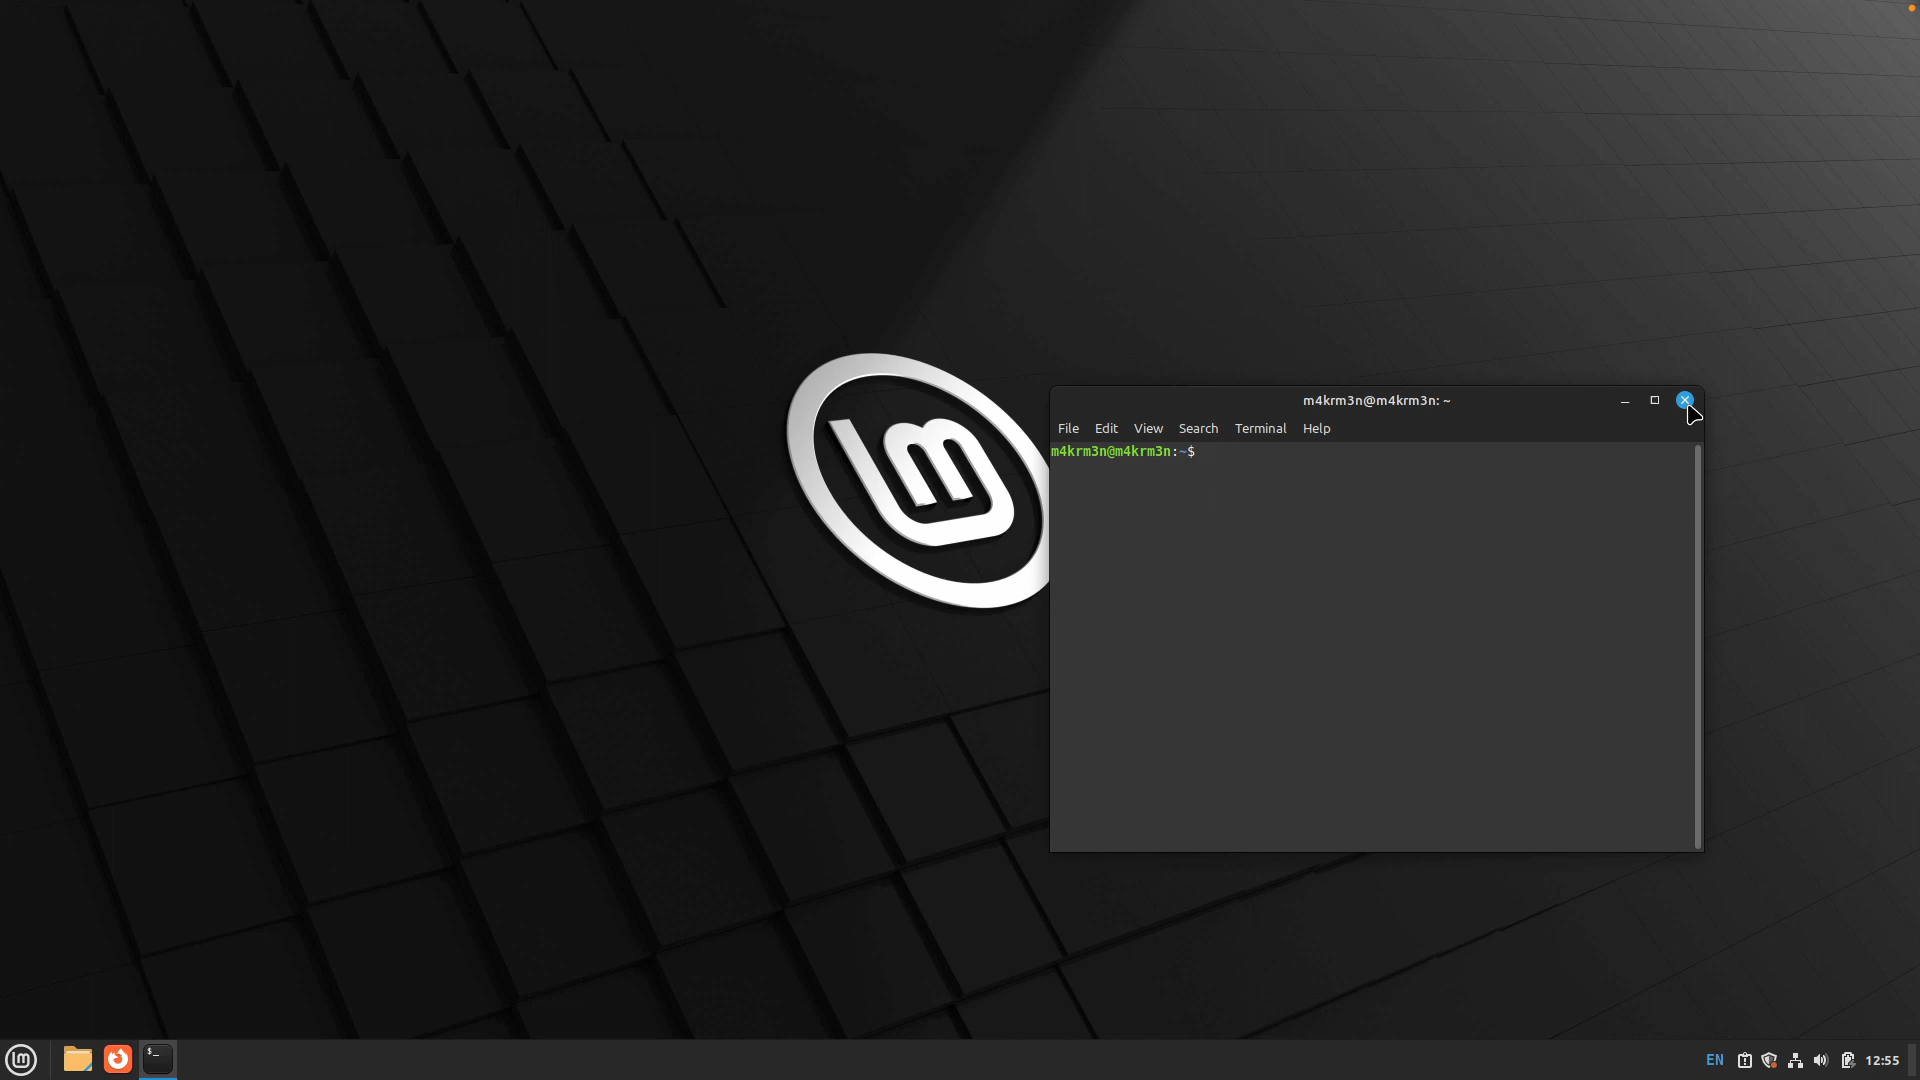 m4krm3n@m4krm3n: ~
File Edit View Search Terminal Help
m4krm3n@m4krm3n:~$
$_
EN 12:55